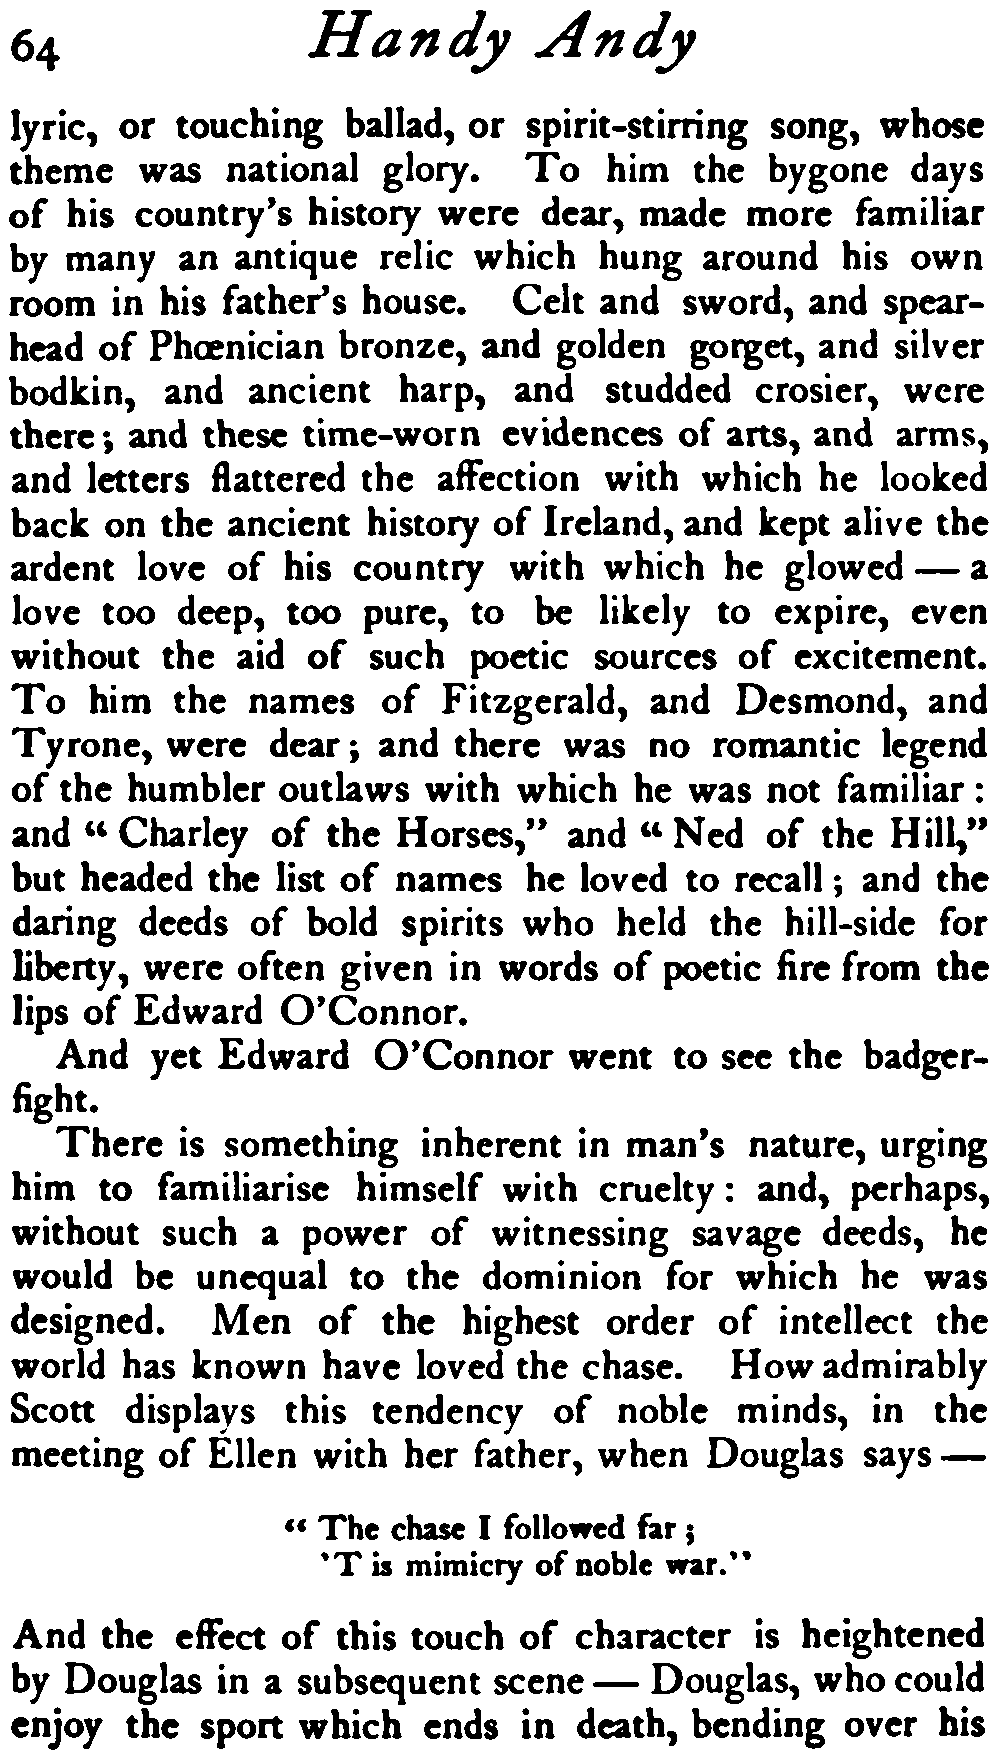 64 Handy Andy
lyric, or touching ballad, or spirit-stirring song, whose
theme was national glory. To him the bygone days
of his country's history were dear, made more familiar
by many an antique relic which hung around his own
room in his father's house. Celt and sword, and spear-
head of Phœnician bronze, and golden gorget, and silver
bodkin, and ancient harp, and studded crosier, were
there; and these time-worn evidences of arts, and arms,
and letters flattered the affection with which he looked
back on the ancient history of Ireland, and kept alive the
ardent love of his country with which he glowed — a
love too deep, too pure, to be likely to expire, even
without the aid of such poetic sources of excitement.
To him the names of Fitzgerald, and Desmond, and
Tyrone, were dear; and there was no romantic legend
of the humbler outlaws with which he was not familiar:
and “Charley of the Horses,” and “Ned of the Hill,”
but headed the list of names he loved to recall; and the
daring deeds of bold spirits who held the hill-side for
liberty, were often given in words of poetic fire from the
lips of Edward O'Connor.
And yet Edward O'Connor went to see the badger-
fight.
There is something inherent in man's nature, urging
him to familiarise himself with cruelty: and, perhaps,
without such a power of witnessing savage deeds, he
would be unequal to the dominion for which he was
designed. Men of the highest order of intellect the
world has known have loved the chase. How admirably
Scott displays this tendency of noble minds, in the
meeting of Ellen with her father, when Douglas says —
“The chase I followed far;
'T is mimicry of noble war.”
And the effect of this touch of character is heightened
by Douglas in a subsequent scene — Douglas, who could
enjoy the sport which ends in death, bending over his